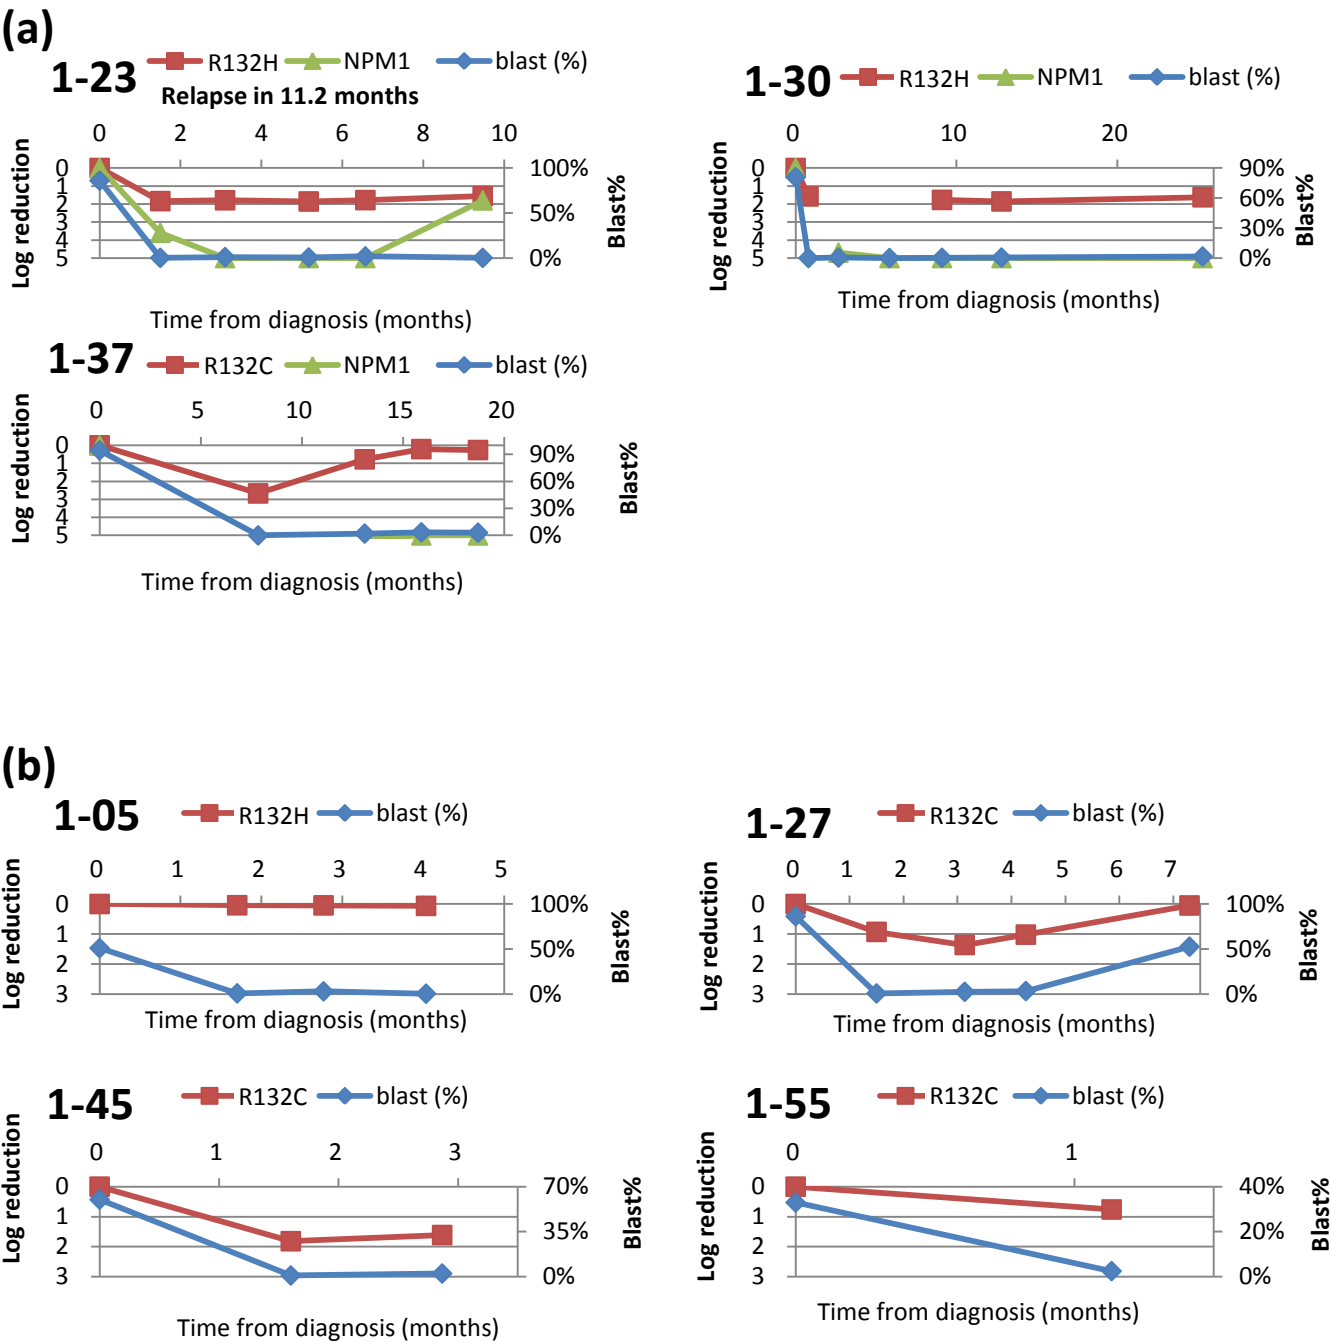 (a)
1-23 R132H NPM1 blast (%)
Relapse in 11.2 months
0 2 4 6 8 10
Log reduction
0 1 2 3 4 5
100% 50% 0%
Blast%
Time from diagnosis (months)
1-30 R132H NPM1 blast (%)
0 10 20
Log reduction
0 1 2 3 4 5
90% 60% 30% 0%
Blast%
Time from diagnosis (months)
1-37 R132C NPM1 blast (%)
0 5 10 15 20
Log reduction
0 1 2 3 4 5
90% 60% 30% 0%
Blast%
Time from diagnosis (months)
(b)
1-05 R132H blast (%)
0 1 2 3 4 5
Log reduction
0 1 2 3
100% 50% 0%
Blast%
Time from diagnosis (months)
1-27 R132C blast (%)
0 1 2 3 4 5 6 7
Log reduction
0 1 2 3
100% 50% 0%
Blast%
Time from diagnosis (months)
1-45 R132C blast (%)
0 1 2 3
Log reduction
0 1 2 3
70% 35% 0%
Blast%
Time from diagnosis (months)
1-55 R132C blast (%)
0 1
Log reduction
0 1 2 3
40% 20% 0%
Blast%
Time from diagnosis (months)